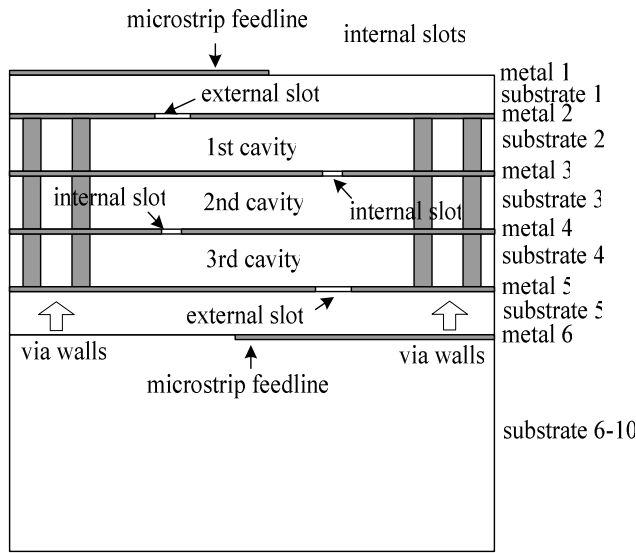 microstrip feedline
internal slots
metal 1
external slot
substrate 1
metal 2
1st cavity
substrate 2
metal 3
internal slot
2nd cavity
internal slot
substrate 3
metal 4
3rd cavity
substrate 4
metal 5
external slot
substrate 5
metal 6
via walls
via walls
microstrip feedline
substrate 6-10